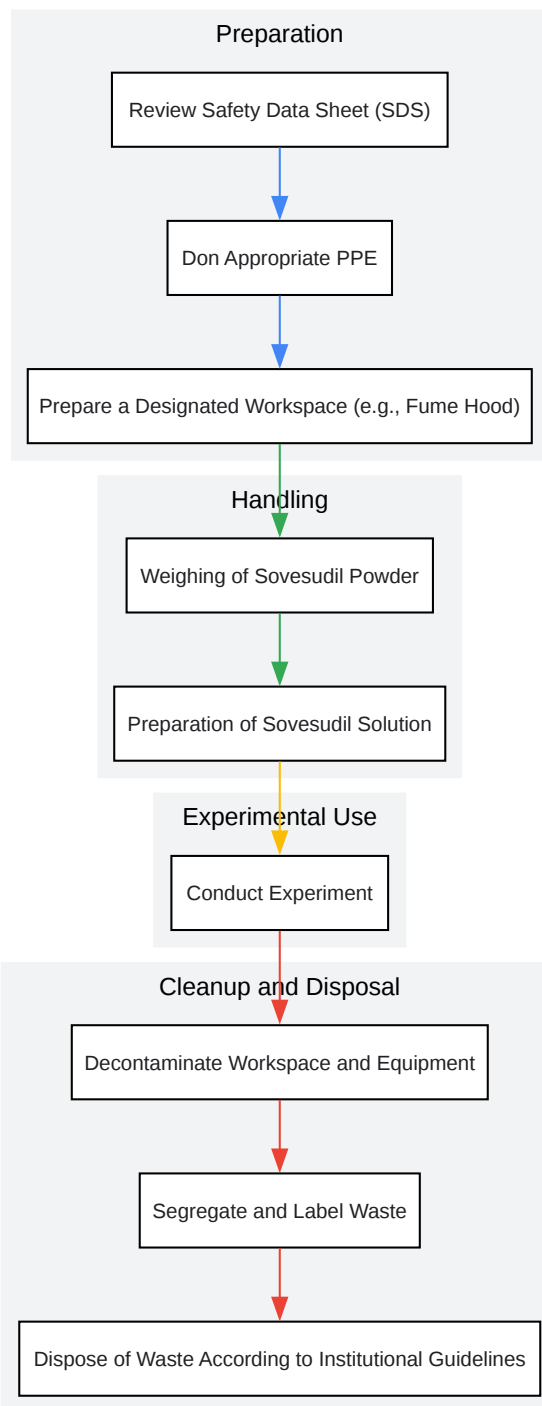 Preparation
Review Safety Data Sheet (SDS)
Don Appropriate PPE
Prepare a Designated Workspace (e.g., Fume Hood)
Handling
Weighing of Sovesudil Powder
Preparation of Sovesudil Solution
Experimental Use
Conduct Experiment
Cleanup and Disposal
Decontaminate Workspace and Equipment
Segregate and Label Waste
Dispose of Waste According to Institutional Guidelines